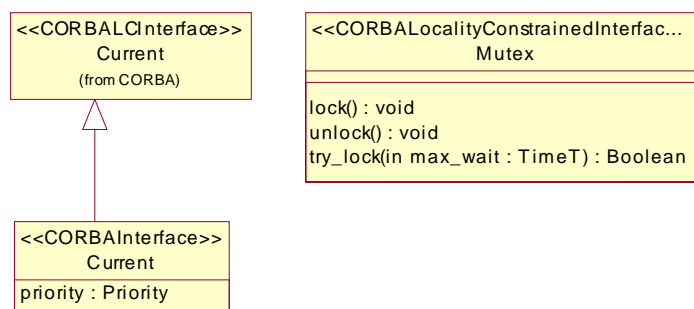 <<CORBALCInterface>>
Current
(from CORBA)
<<CORBALocalityConstrainedInterfac...
Mutex
lock() : void
unlock() : void
try_lock(in max_wait : TimeT) : Boolean
<<CORBAInterface>>
Current
priority : Priority